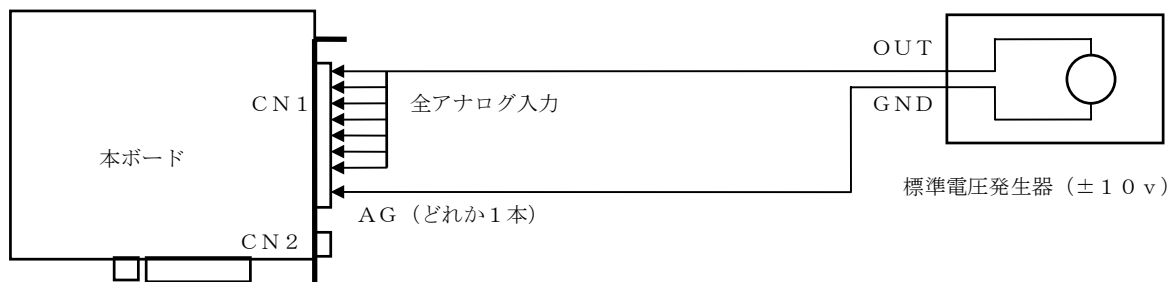 OUT
CN1
全アナログ入力
GND
本ボード
標準電圧発生器（±10v）
AG（どれか1本）
CN2